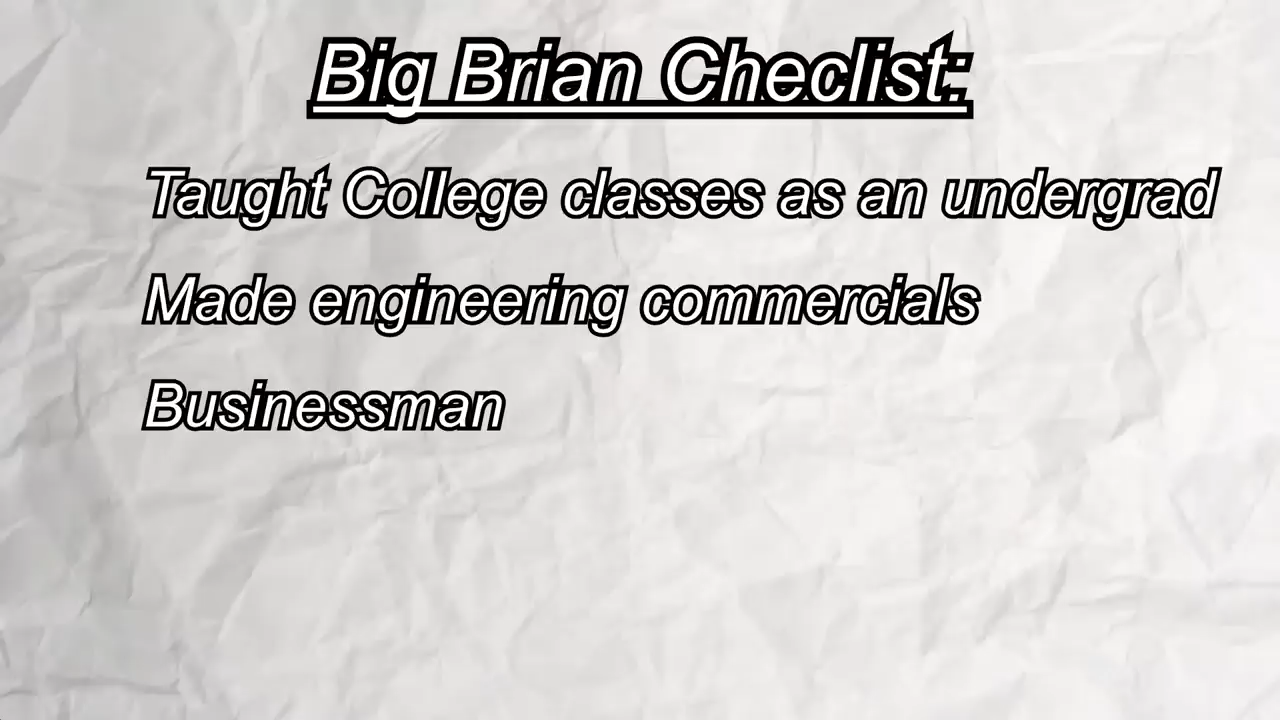 Big Brian Checlist:
Taught College classes as an undergrad
Made engineering commercials
Businessman